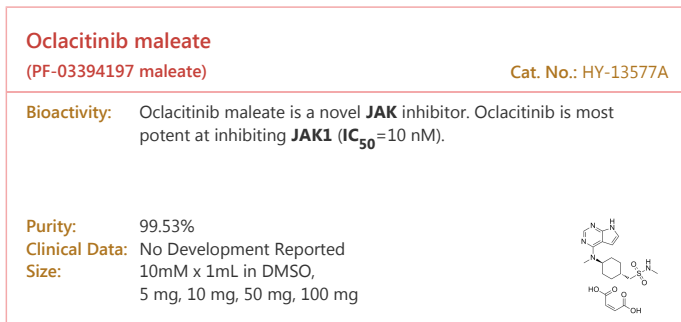 Oclacitinib maleate
(PF-03394197 maleate) Cat. No.: HY-13577A
Bioactivity: Oclacitinib maleate is a novel JAK inhibitor. Oclacitinib is most
potent at inhibiting JAK1 (IC50=10 nM).
Purity: 99.53%
Clinical Data: No Development Reported
Size: 10mM x 1mL in DMSO,
5 mg, 10 mg, 50 mg, 100 mg
H
N
N
N
N
O
H
N
S
O
HO
O
O
OH